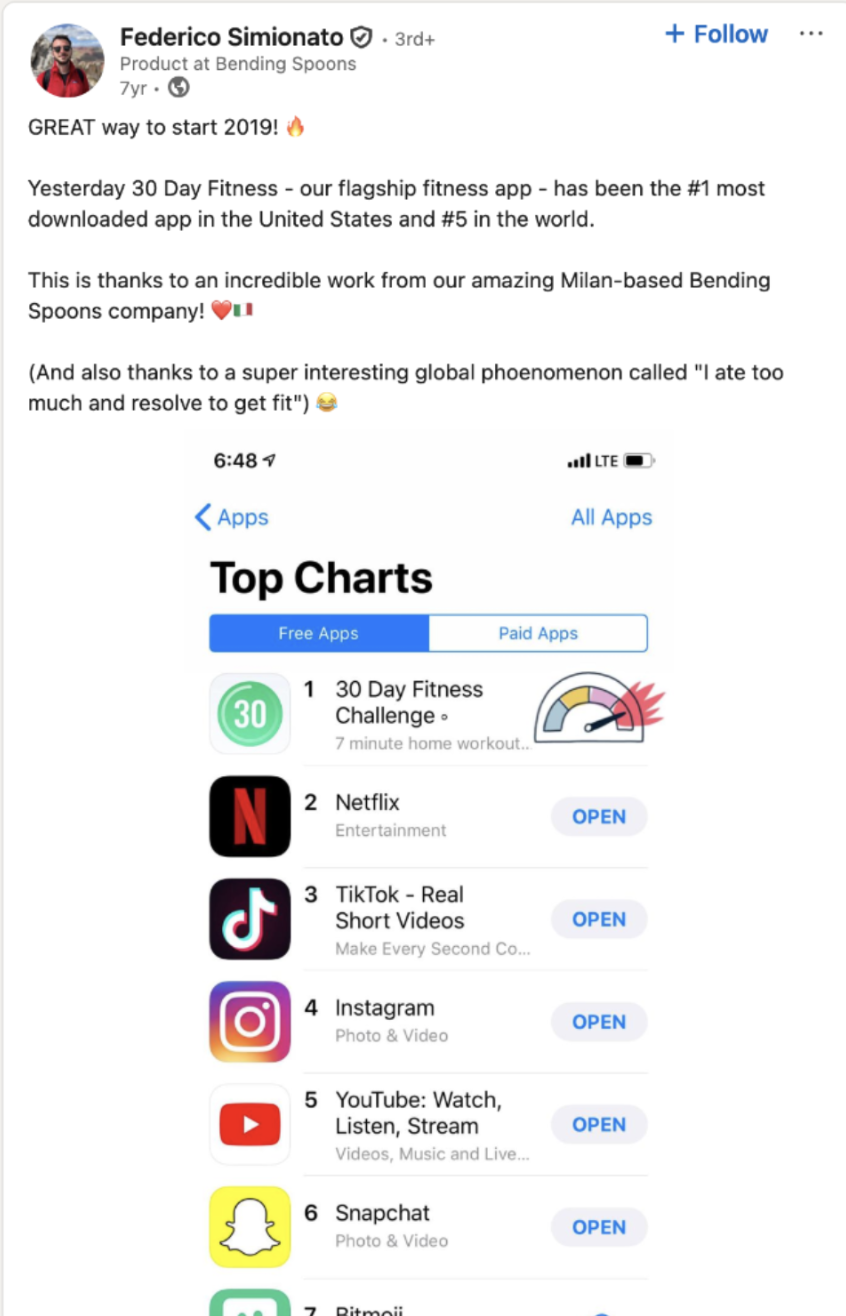 Federico Simionato · 3rd+
+ Follow
Product at Bending Spoons
7yr ·
GREAT way to start 2019! 🔥
Yesterday 30 Day Fitness - our flagship fitness app - has been the #1 most
downloaded app in the United States and #5 in the world.
This is thanks to an incredible work from our amazing Milan-based Bending
Spoons company! ❤️🇮🇹
(And also thanks to a super interesting global phoenomenon called "I ate too
much and resolve to get fit") 😂
6:48
LTE
Apps
All Apps
Top Charts
Free Apps
Paid Apps
30
1 30 Day Fitness
Challenge
7 minute home workout..
N
2 Netflix
Entertainment
OPEN
3 TikTok - Real
Short Videos
Make Every Second Co...
OPEN
4 Instagram
Photo & Video
OPEN
5 YouTube: Watch,
Listen, Stream
Videos, Music and Live...
OPEN
6 Snapchat
Photo & Video
OPEN
7 Bitmoji